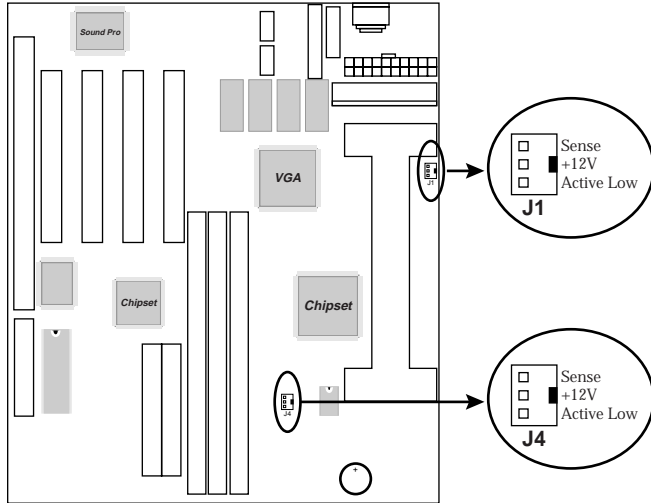 Sound Pro
VGA
Chipset
Chipset
J1
J4
Sense
+12V
Active Low
J1
Sense
+12V
Active Low
J4
+